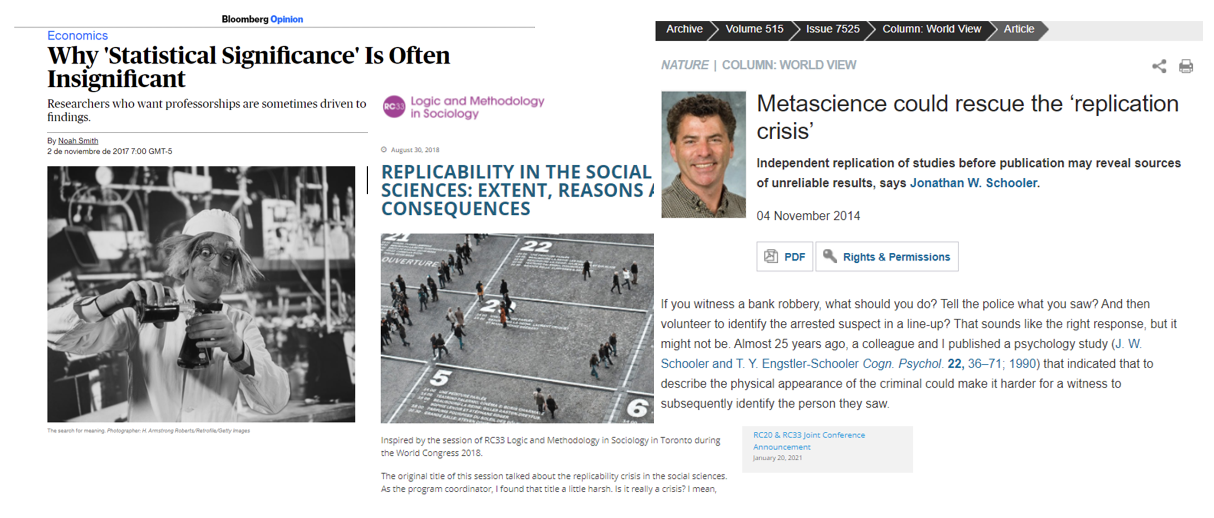 Bloomberg Opinion
Economics
Why 'Statistical Significance' Is Often
Insignificant
Researchers who want professorships are sometimes driven to
findings.
By Noah Smith
2 de noviembre de 2017 7:00 GMT-5
The search for meaning. Photographer: H. Armstrong Roberts/Retrofile/Getty Images
RC33 Logic and Methodology
in Sociology
August 30, 2018
REPLICABILITY IN THE SOCIAL
SCIENCES: EXTENT, REASONS A
CONSEQUENCES
21
OUVERTURE
22
5
6
Inspired by the session of RC33 Logic and Methodology in Sociology in Toronto during
the World Congress 2018.
The original title of this session talked about the replicability crisis in the social sciences.
As the program coordinator, I found that title a little harsh. Is it really a crisis? I mean,
Archive Volume 515 Issue 7525 Column: World View Article
NATURE | COLUMN: WORLD VIEW
Metascience could rescue the ‘replication
crisis’
Independent replication of studies before publication may reveal sources
of unreliable results, says Jonathan W. Schooler.
04 November 2014
PDF Rights & Permissions
If you witness a bank robbery, what should you do? Tell the police what you saw? And then
volunteer to identify the arrested suspect in a line-up? That sounds like the right response, but it
might not be. Almost 25 years ago, a colleague and I published a psychology study (J. W.
Schooler and T. Y. Engstler-Schooler Cogn. Psychol. 22, 36–71; 1990) that indicated that to
describe the physical appearance of the criminal could make it harder for a witness to
subsequently identify the person they saw.
RC20 & RC33 Joint Conference
Announcement
January 20, 2021